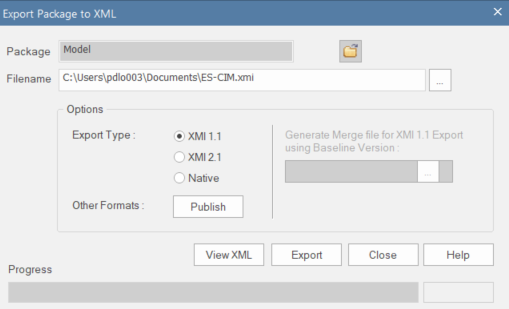 Export Package to XML
Package Model
Filename C:\Users\pdlo003\Documents\ES-CIM.xmi ...
Options
Export Type : XMI 1.1
XMI 2.1
Native
Generate Merge file for XMI 1.1 Export
using Baseline Version :
...
Other Formats : Publish
View XML Export Close Help
Progress